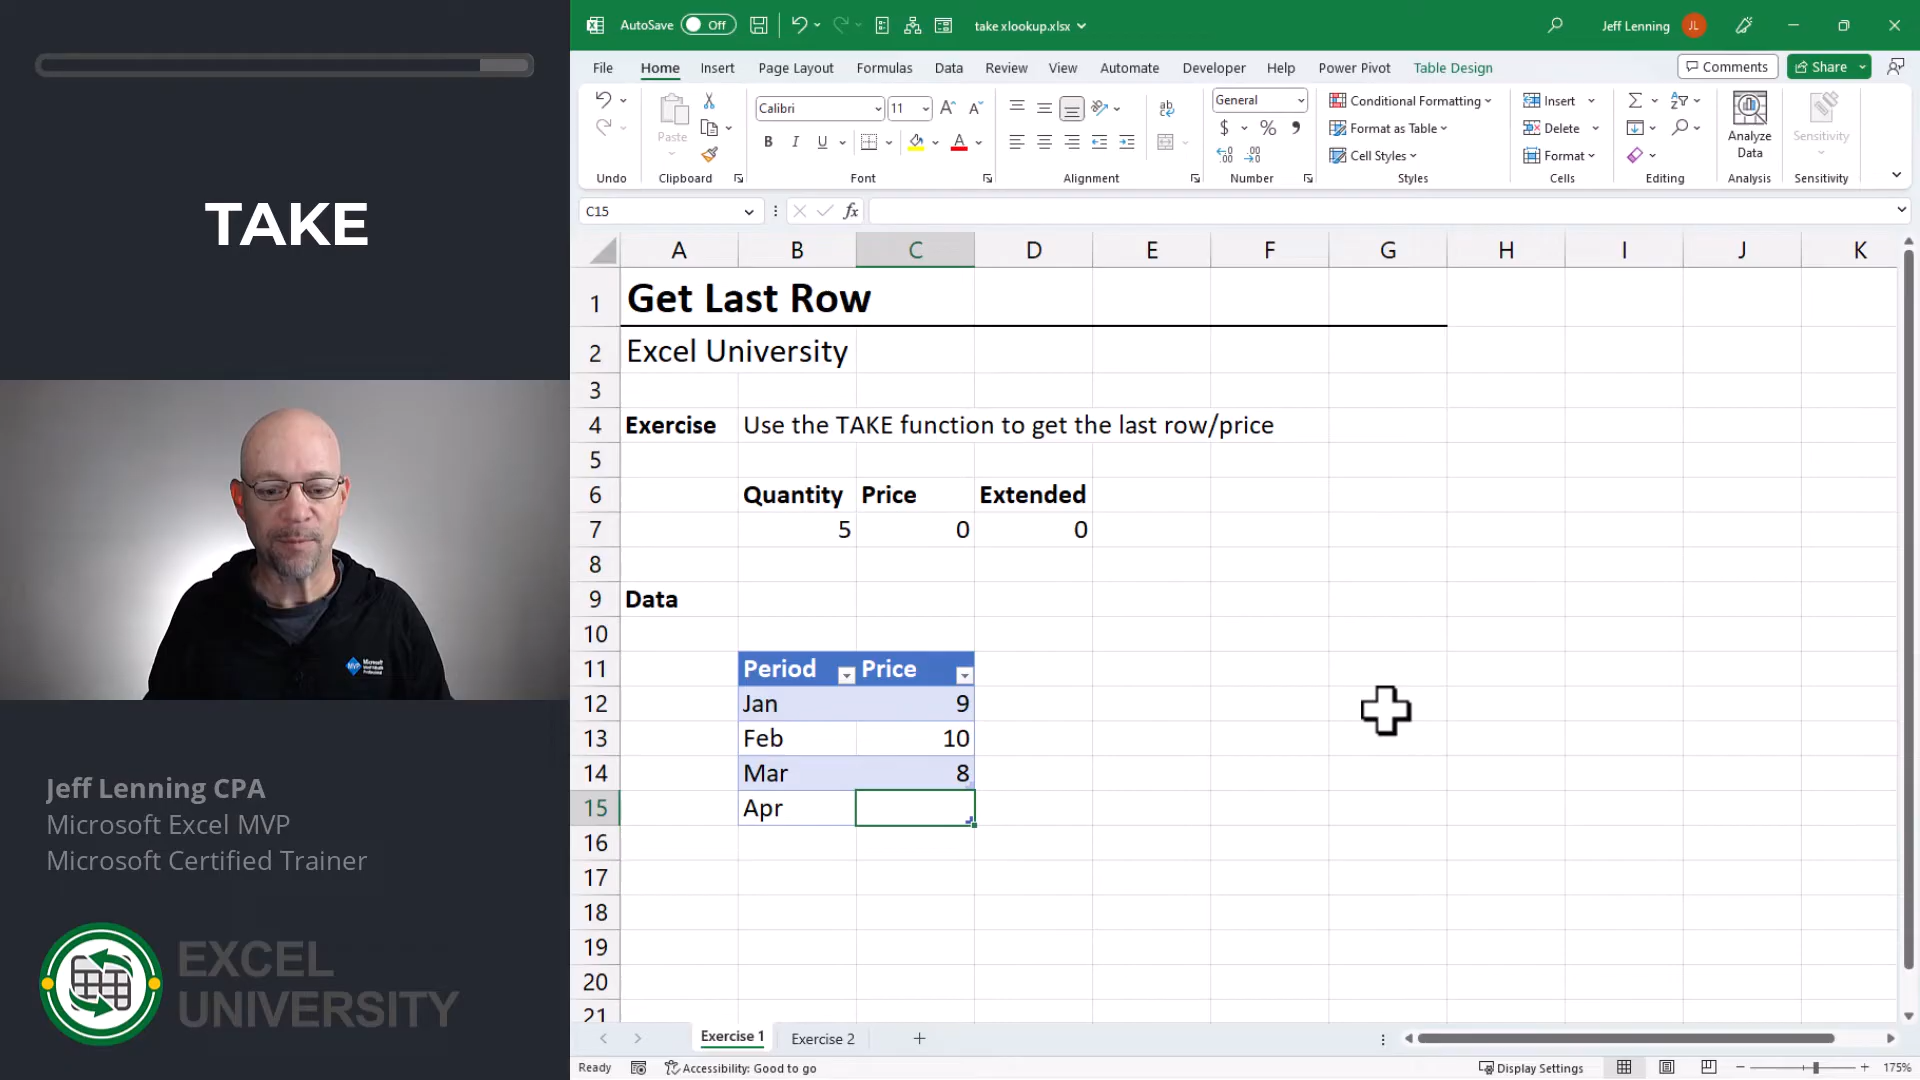 TAKE
Jeff Lenning CPA
Microsoft Excel MVP
Microsoft Certified Trainer
EXCEL
UNIVERSITY
AutoSave Off take xlookup.xlsx Jeff Lenning JL
File Home Insert Page Layout Formulas Data Review View Automate Developer Help Power Pivot Table Design Comments Share
Paste Calibri 11 General Conditional Formatting Insert
B I U $ % Format as Table Delete Analyze Data Sensitivity
Cell Styles Format
Undo Clipboard Font Alignment Number Styles Cells Editing Analysis Sensitivity
C15 fx
A B C D E F G H I J K
1 Get Last Row
2 Excel University
3
4 Exercise Use the TAKE function to get the last row/price
5
6 Quantity Price Extended
7 5 0 0
8
9 Data
10
11 Period Price
12 Jan 9
13 Feb 10
14 Mar 8
15 Apr
16
17
18
19
20
21
Exercise 1 Exercise 2
Ready Accessibility: Good to go Display Settings 175%